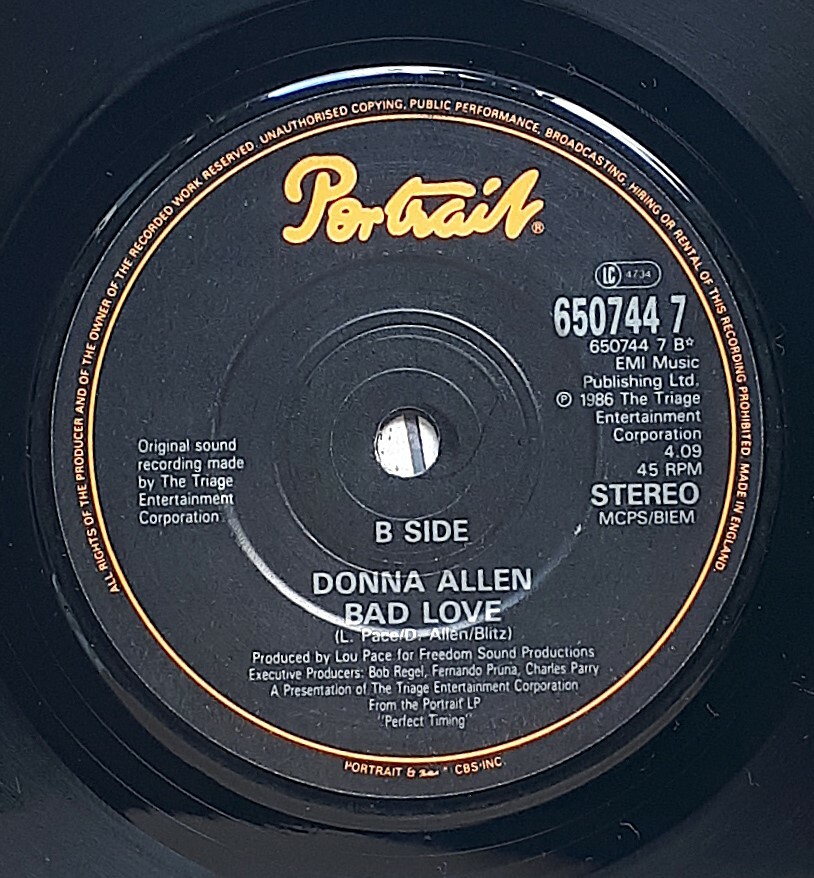 ALL RIGHTS OF THE PRODUCER AND OF THE OWNER OF THE RECORDED WORK RESERVED. UNAUTHORISED COPYING, PUBLIC PERFORMANCE, BROADCASTING, HIRING OR RENTAL OF THIS RECORDING PROHIBITED. MADE IN ENGLAND.
Portrait®
LC 4734
650744 7
650744 7 B☆
EMI Music
Publishing Ltd.
℗ 1986 The Triage
Entertainment
Corporation
4.09
45 RPM
STEREO
MCPS/BIEM
Original sound
recording made
by The Triage
Entertainment
Corporation
B SIDE
DONNA ALLEN
BAD LOVE
(L. Pace/D. Allen/Blitz)
Produced by Lou Pace for Freedom Sound Productions
Executive Producers: Bob Regel, Fernando Pruna, Charles Parry
A Presentation of The Triage Entertainment Corporation
From the Portrait LP
"Perfect Timing"
PORTRAIT & CBS·INC.